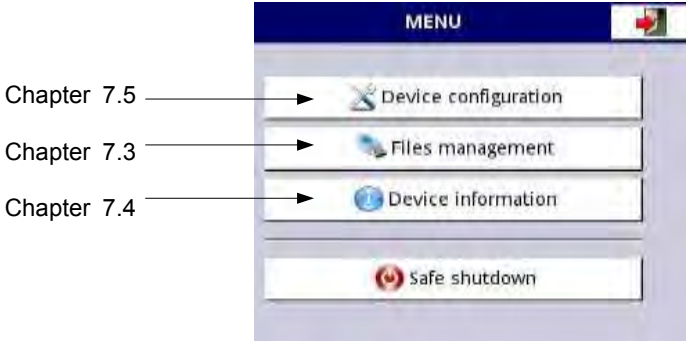 MENU
Chapter 7.5
Device configuration
Chapter 7.3
Files management
Chapter 7.4
Device information
Safe shutdown